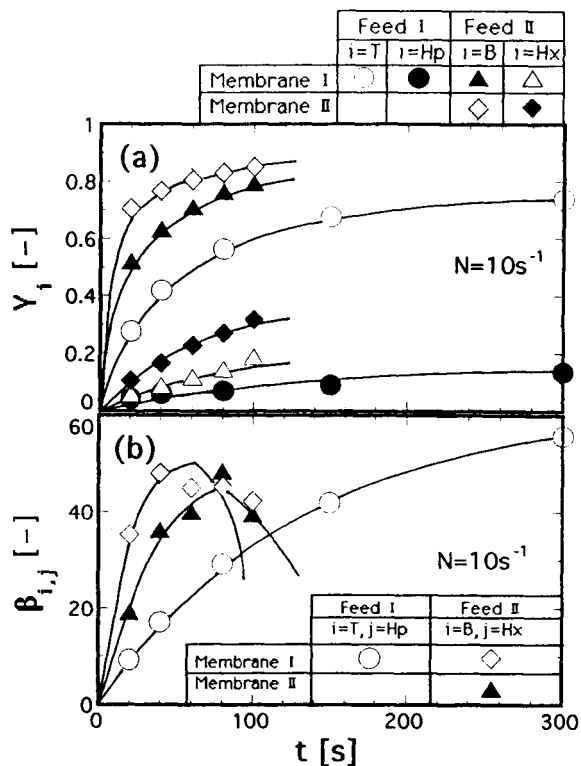 Feed I Feed II
i=T i=Hp i=B i=Hx
Membrane I
Membrane II
1
(a)
0.8
0.6
Yi [-]
N=10s-1
0.4
0.2
0
60
(b)
40
βi,j [-]
N=10s-1
20
Feed I Feed II
i=T, j=Hp i=B, j=Hx
Membrane I
Membrane II
0
0 100 200 300
t [s]